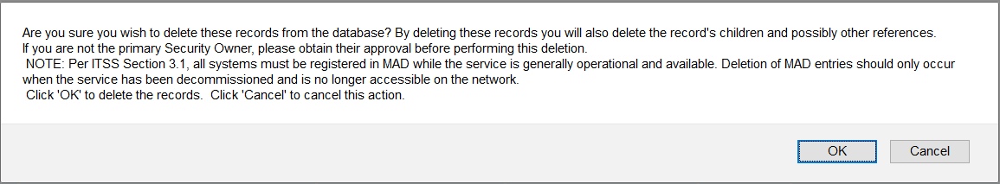 Are you sure you wish to delete these records from the database? By deleting these records you will also delete the record's children and possibly other references.
If you are not the primary Security Owner, please obtain their approval before performing this deletion.
NOTE: Per ITSS Section 3.1, all systems must be registered in MAD while the service is generally operational and available. Deletion of MAD entries should only occur
when the service has been decommissioned and is no longer accessible on the network.
Click 'OK' to delete the records.  Click 'Cancel' to cancel this action.
OK
Cancel